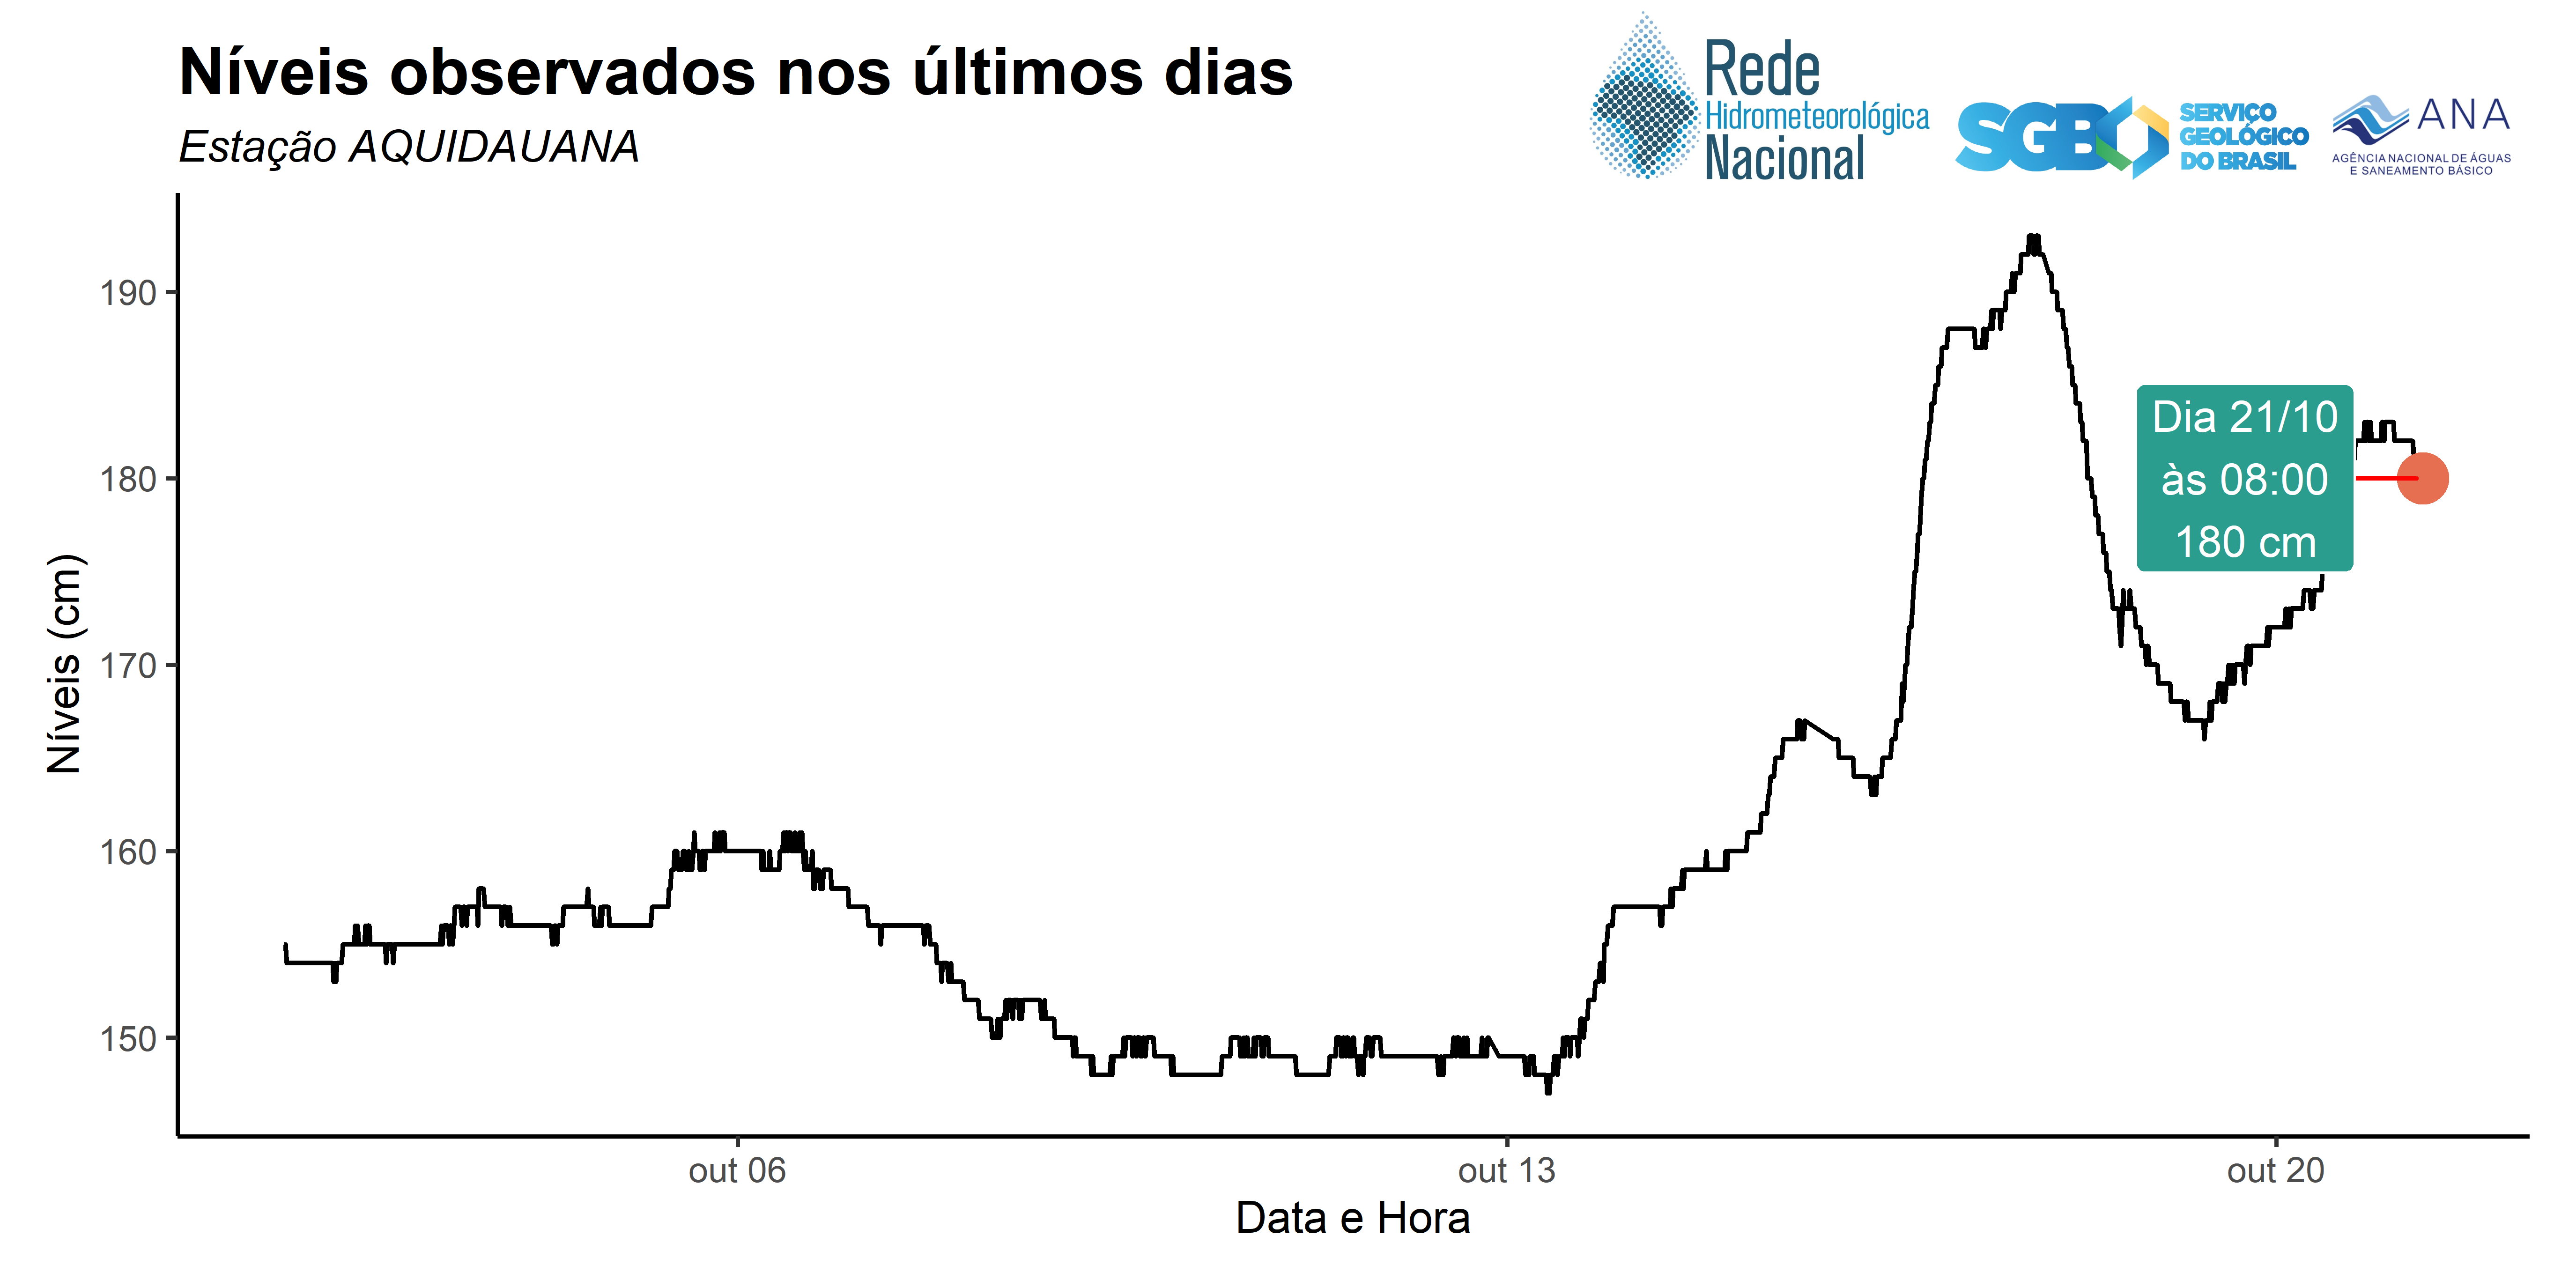 Níveis observados nos últimos dias
Estação AQUIDAUANA
Rede
Hidrometeorológica
Nacional
SGB
SERVIÇO
GEOLÓGICO
DO BRASIL
ANA
AGÊNCIA NACIONAL DE ÁGUAS
E SANEAMENTO BÁSICO
Níveis (cm)
190
180
170
160
150
Dia 21/10
às 08:00
180 cm
out 06
out 13
out 20
Data e Hora